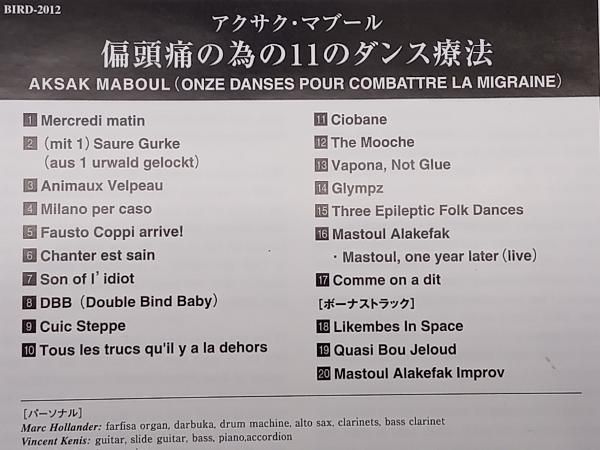 BIRD-2012
アクサク・マブール
偏頭痛の為の11のダンス療法
AKSAK MABOUL (ONZE DANSES POUR COMBATTRE LA MIGRAINE)
1 Mercredi matin
2 (mit 1) Saure Gurke
(aus 1 urwald gelockt)
3 Animaux Velpeau
4 Milano per caso
5 Fausto Coppi arrive!
6 Chanter est sain
7 Son of l'idiot
8 DBB (Double Bind Baby)
9 Cuic Steppe
10 Tous les trucs qu'il y a la dehors
11 Ciobane
12 The Mooche
13 Vapona, Not Glue
14 Glympz
15 Three Epileptic Folk Dances
16 Mastoul Alakefak
・Mastoul, one year later (live)
17 Comme on a dit
[ボーナストラック]
18 Likembes In Space
19 Quasi Bou Jeloud
20 Mastoul Alakefak Improv
[パーソナル]
Marc Hollander: farfisa organ, darbuka, drum machine, alto sax, clarinets, bass clarinet
Vincent Kenis: guitar, slide guitar, bass, piano,accordion